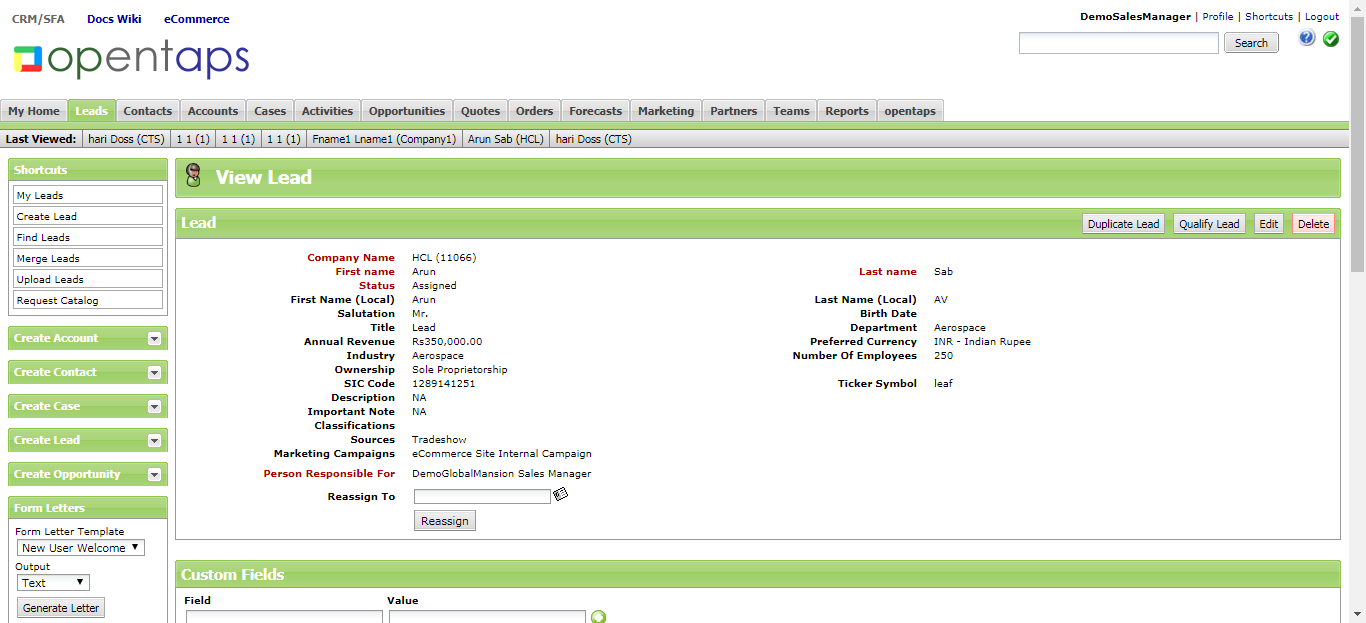 CRM/SFA Docs Wiki eCommerce
DemoSalesManager | Profile | Shortcuts | Logout
opentaps
Search
My Home Leads Contacts Accounts Cases Activities Opportunities Quotes Orders Forecasts Marketing Partners Teams Reports opentaps
Last Viewed: hari Doss (CTS) 1 1 (1) 1 1 (1) 1 1 (1) Fname1 Lname1 (Company1) Arun Sab (HCL) hari Doss (CTS)
Shortcuts
My Leads
Create Lead
Find Leads
Merge Leads
Upload Leads
Request Catalog
Create Account
Create Contact
Create Case
Create Lead
Create Opportunity
Form Letters
Form Letter Template
New User Welcome
Output
Text
Generate Letter
View Lead
Lead Duplicate Lead Qualify Lead Edit Delete
Company Name HCL (11066)
First name Arun Last name Sab
Status Assigned
First Name (Local) Arun Last Name (Local) AV
Salutation Mr. Birth Date
Title Lead Department Aerospace
Annual Revenue Rs350,000.00 Preferred Currency INR - Indian Rupee
Industry Aerospace Number Of Employees 250
Ownership Sole Proprietorship
SIC Code 1289141251 Ticker Symbol leaf
Description NA
Important Note NA
Classifications
Sources Tradeshow
Marketing Campaigns eCommerce Site Internal Campaign
Person Responsible For DemoGlobalMansion Sales Manager
Reassign To
Reassign
Custom Fields
Field Value